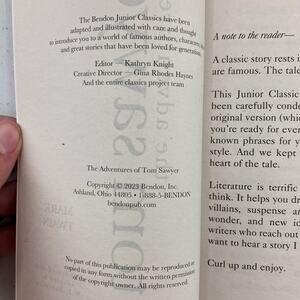 The Bendon Junior Classics have been
adapted and illustrated with care and thought
to introduce you to a world of famous authors, characters,
and great stories that have been loved for generations.
Editor – Kathryn Knight
Creative Director – Gina Rhodes Haynes
And the entire classics project team
The Adventures of Tom Sawyer
Copyright © 2023 Bendon, Inc.
Ashland, Ohio 44805 • 1-888-5-BENDON
bendonpub.com
No part of this publication may be reproduced or
copied in any form without the written permission
of the copyright owner. All rights reserved.
A note to the reader—
A classic story rests i
are famous. The tale
This Junior Classic
been carefully conde
original version (whic
you're ready for ever
known phrases for y
style. And we kept
heart of the tale.
Literature is terrific
think. It helps you dr
villains, suspense an
wonder, and new ic
writers who reach out
want to hear a story I
Curl up and enjoy.